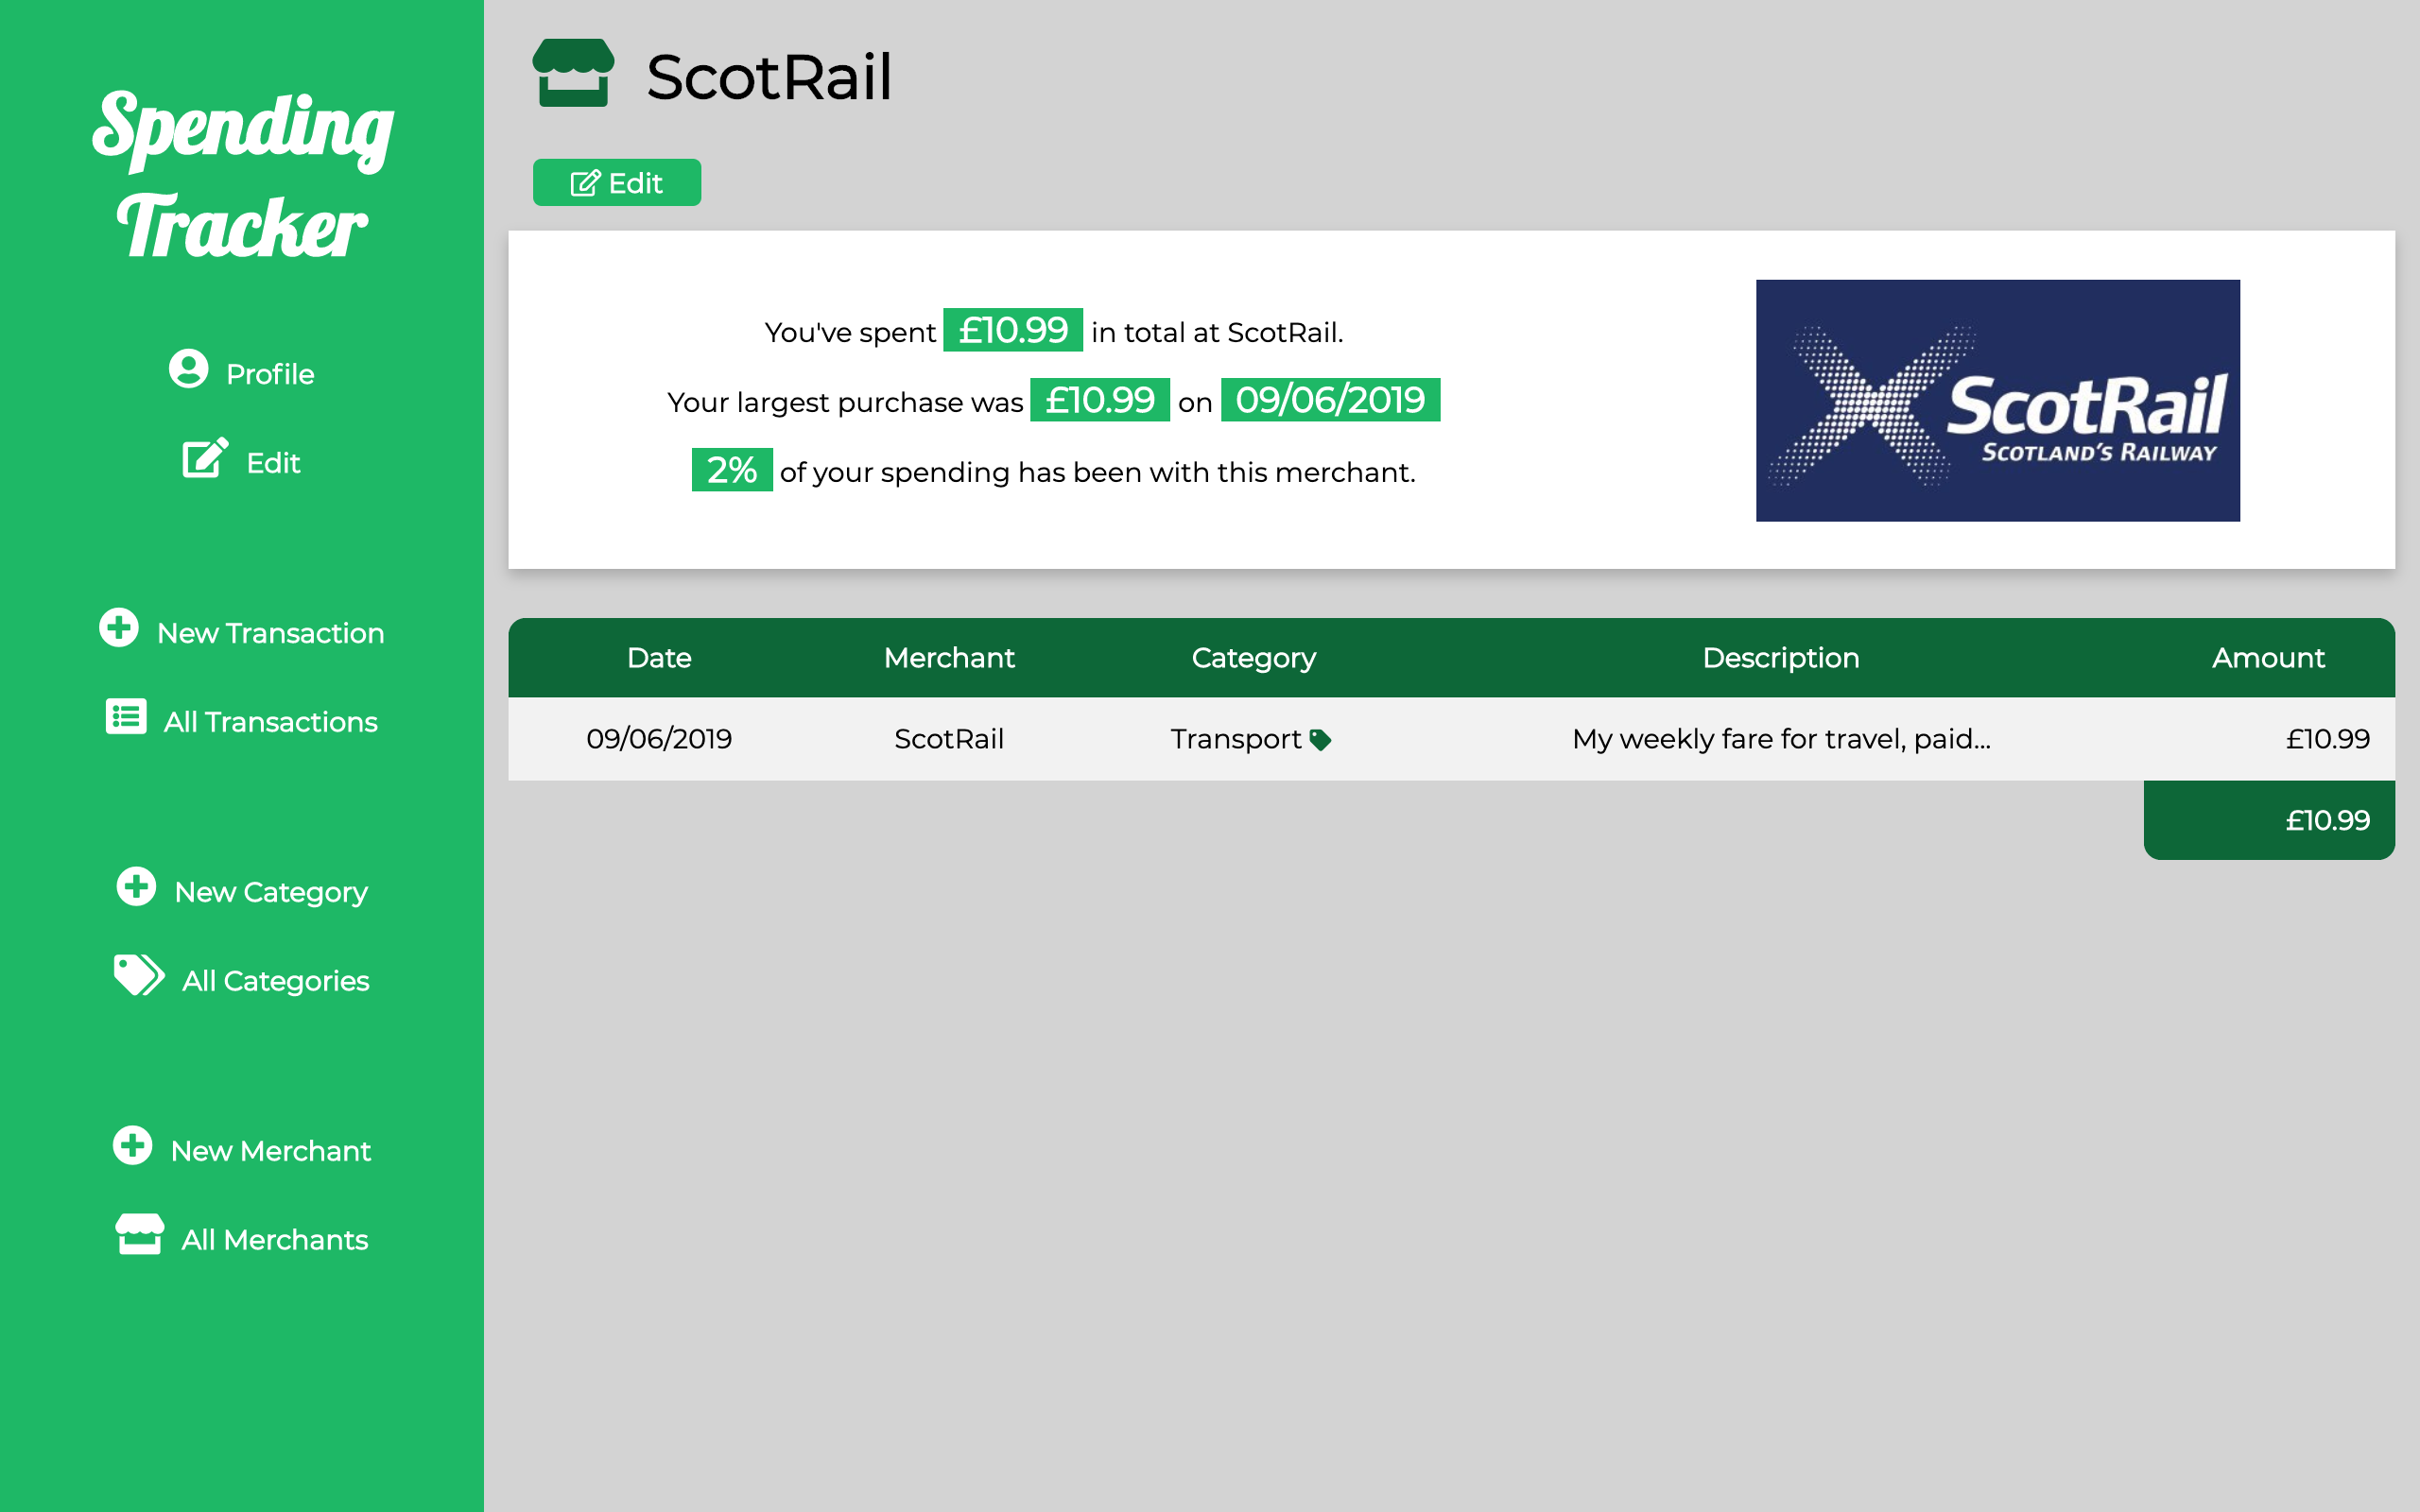 Spending
Tracker
Profile
Edit
New Transaction
All Transactions
New Category
All Categories
New Merchant
All Merchants
ScotRail
Edit
You've spent £10.99 in total at ScotRail.
Your largest purchase was £10.99 on 09/06/2019
2% of your spending has been with this merchant.
ScotRail
SCOTLAND'S RAILWAY
Date Merchant Category Description Amount
09/06/2019 ScotRail Transport My weekly fare for travel, paid... £10.99
£10.99